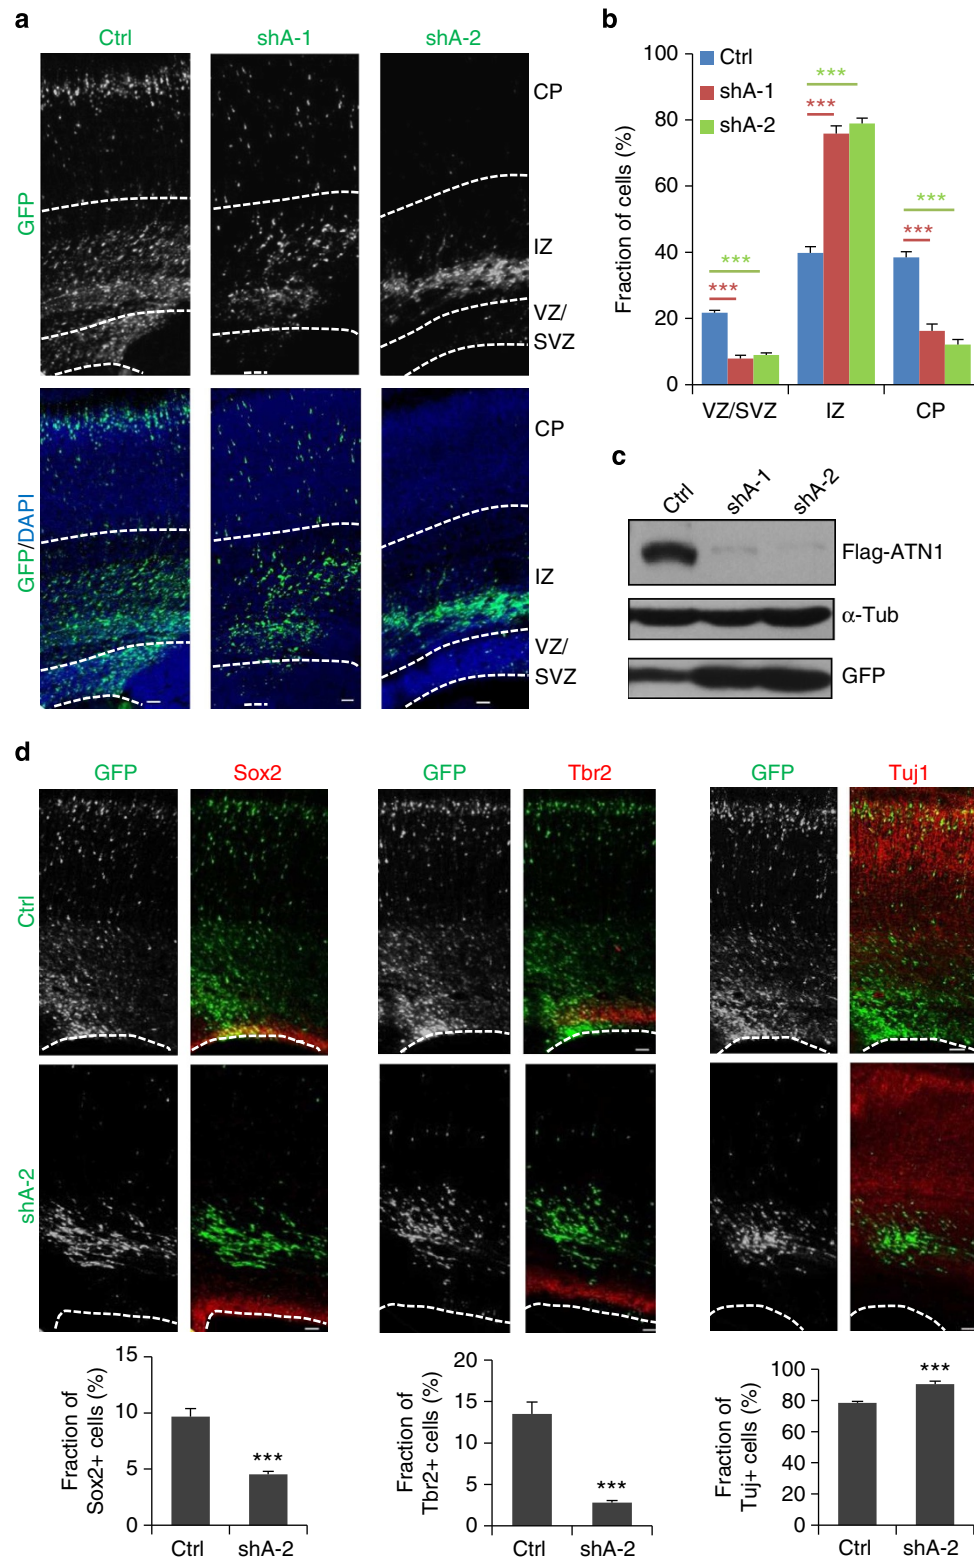 a
Ctrl shA-1 shA-2
GFP
CP
IZ
VZ/
SVZ
GFP/DAPI
CP
IZ
VZ/
SVZ
b
Fraction of cells (%)
100
80
60
40
20
0
Ctrl
shA-1
shA-2
***
***
***
***
***
***
VZ/SVZ IZ CP
c
Ctrl shA-1 shA-2
Flag-ATN1
α-Tub
GFP
d
GFP Sox2 GFP Tbr2 GFP Tuj1
Ctrl
shA-2
Fraction of
Sox2+ cells (%)
15
10
5
0
***
Ctrl shA-2
Fraction of
Tbr2+ cells (%)
20
15
10
5
0
***
Ctrl shA-2
Fraction of
Tuj+ cells (%)
100
80
60
40
20
0
***
Ctrl shA-2